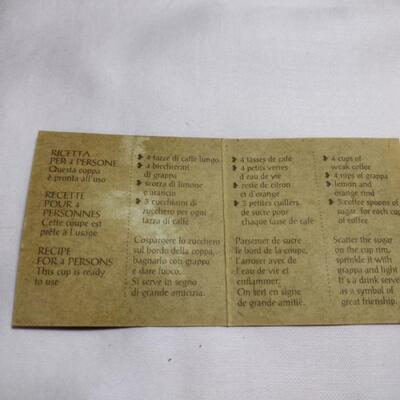 RICETTA
PER 4 PERSONE
Questa coppa
è pronta all'uso
RECETTE
POUR 4
PERSONNES
Cette coupe est
prête à l'usage
RECIPE
FOR 4 PERSONS
This cup is ready
to use
4 tazze di caffè lungo
4 bicchierini
di grappa
scorza di limone
e arancio
3 cucchiaini di
zucchero per ogni
tazza di caffè
Cospargere lo zucchero
sul bordo della coppa,
bagnarlo con grappa
e dare fuoco.
Si serve in segno
di grande amicizia.
4 tasses de café
4 petits verres
d'eau de vie
zeste de citron
et d'orange
3 petites cuillers
de sucre pour
chaque tasse de café
Parsemer de sucre
le bord de la coupe,
l'arroser avec de
l'eau de vie et
enflammer.
On sert en signe
de grande amitié.
4 cups of
weak coffee
4 nips of grappa
lemon and
orange rind
3 coffee spoons of
sugar for each cup
of coffee
Scatter the sugar
on the cup rim,
sprinkle it with
grappa and light
It's a drink served
as a symbol of
great frienship.